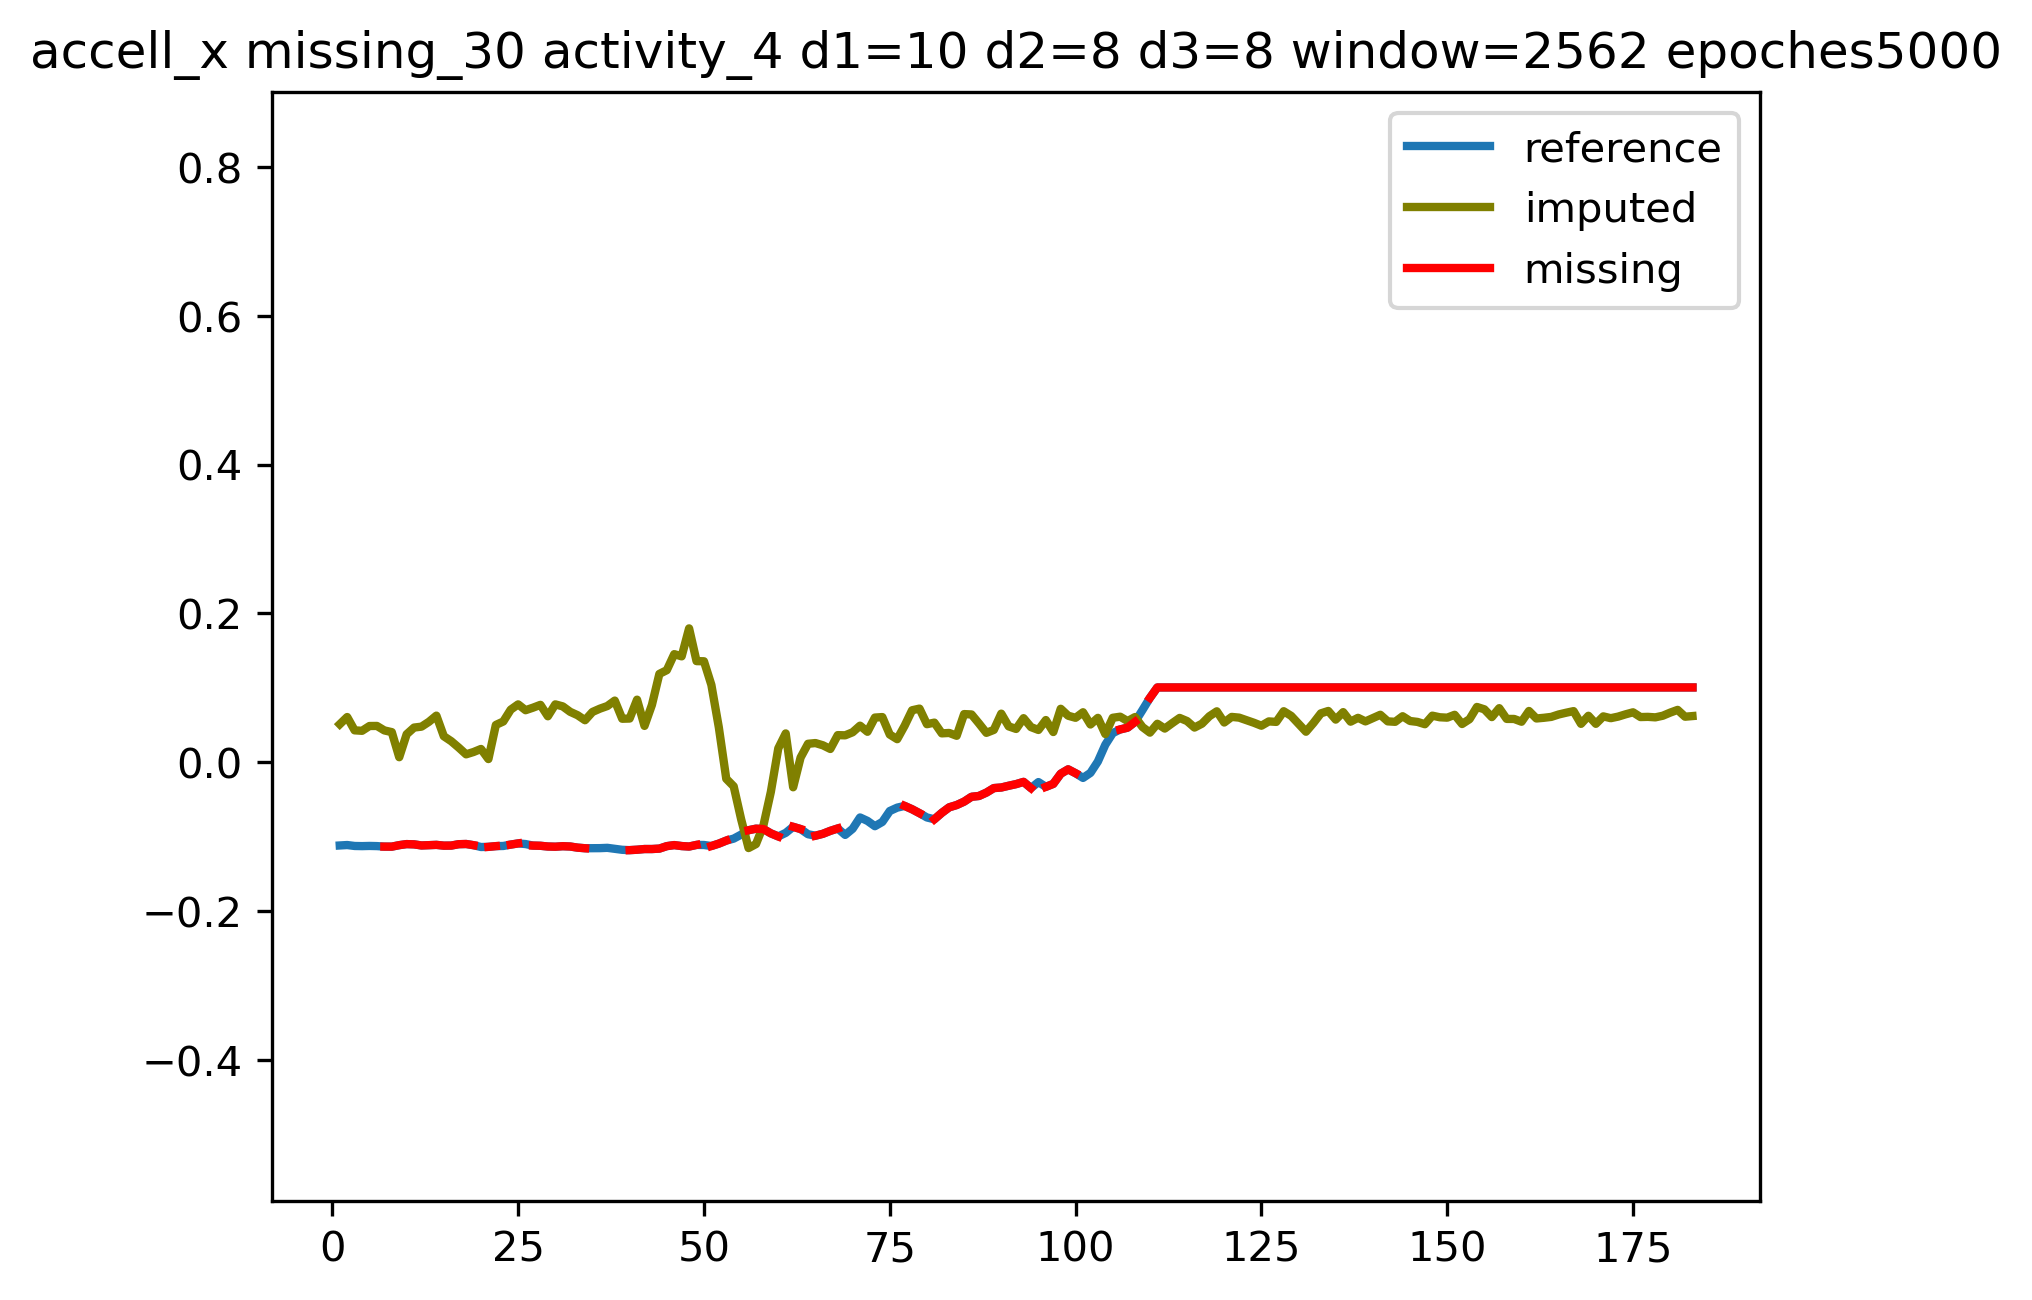 accell_x missing_30 activity_4 d1=10 d2=8 d3=8 window=2562 epoches5000
reference
imputed
missing
0.8
0.6
0.4
0.2
0.0
−0.2
−0.4
0 25 50 75 100 125 150 175